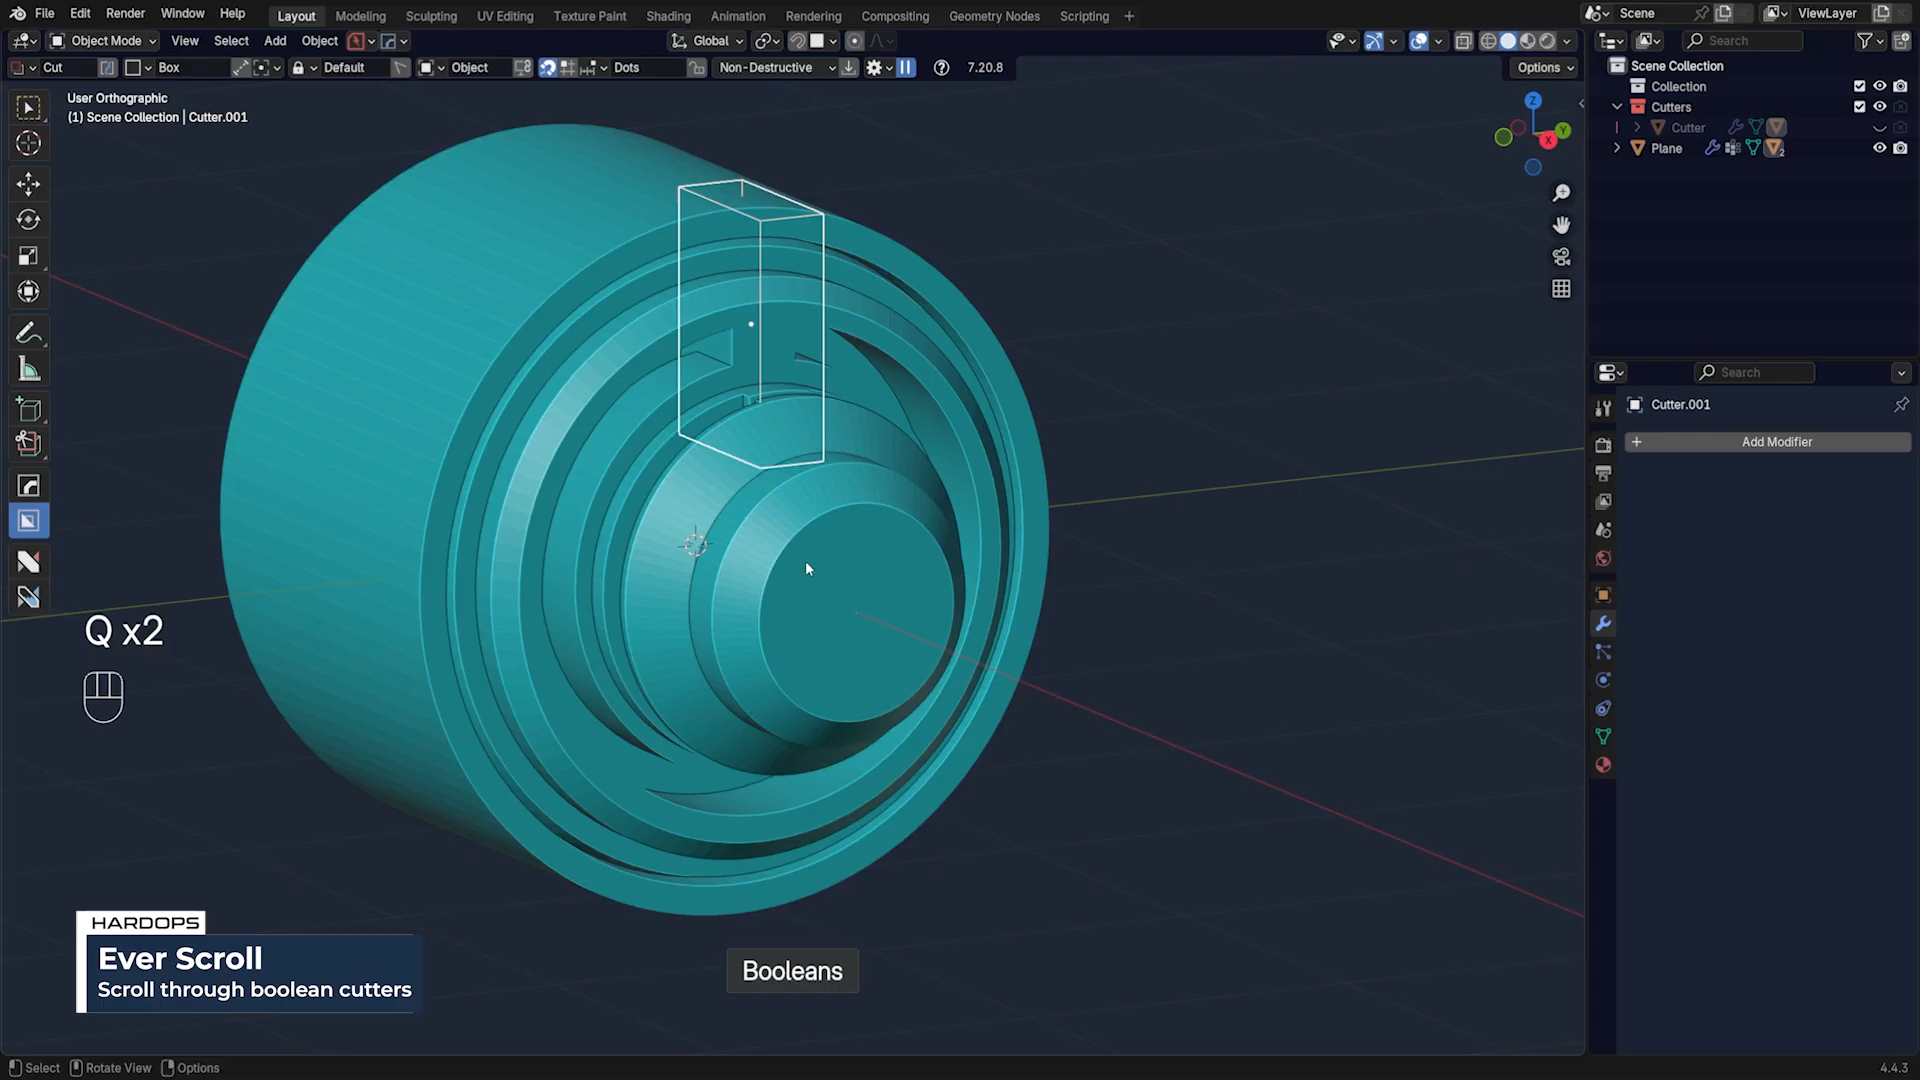 File Edit Render Window Help Layout Modeling Sculpting UV Editing Texture Paint Shading Animation Rendering Compositing Geometry Nodes Scripting + Scene ViewLayer
Object Mode View Select Add Object Global Search
Cut Box Default Object Dots Non-Destructive 7.20.8 Options
User Orthographic
(1) Scene Collection | Cutter.001
Scene Collection
Collection
Cutters
Cutter
Plane 2
Z
Y
X
Search
Cutter.001
+ Add Modifier
Q x2
HARDOPS
Ever Scroll
Scroll through boolean cutters
Booleans
Select Rotate View Options 4.4.3